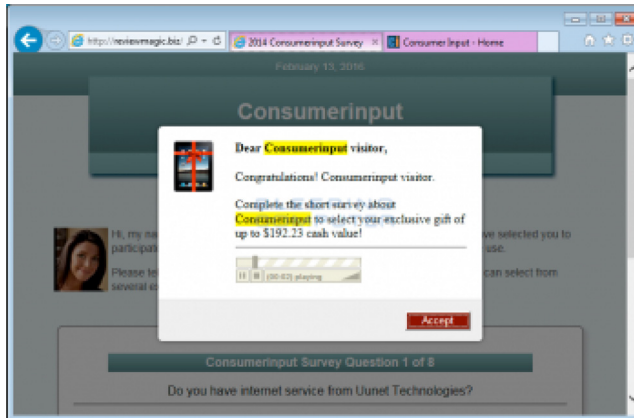 http://reviewmagic.biz/
2014 Consumerinput Survey
Consumer Input - Home
February 13, 2016
Consumerinput
Dear Consumerinput visitor,
Congratulations! Consumerinput visitor.
Complete the short survey about
Consumerinput to select your exclusive gift of
up to $192.23 cash value!
Hi, my na
ve selected you to
participat
use.
Please te
can select from
several e
(00:02) playing
Accept
Consumerinput Survey Question 1 of 8
Do you have internet service from Uunet Technologies?